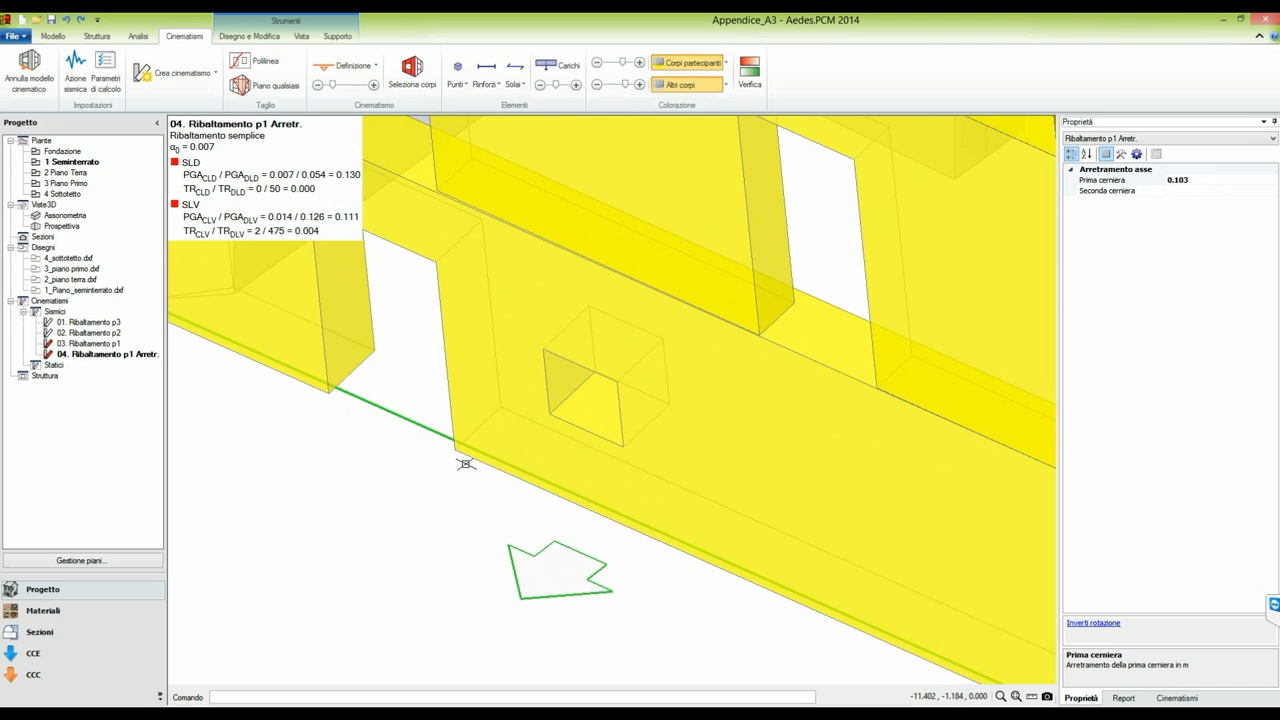 Strumenti
Appendice_A3 - Aedes.PCM 2014
File
Modello
Struttura
Analisi
Cinematismi
Disegno e Modifica
Vista
Supporto
Annulla modello cinematico
Azione sismica
Parametri di calcolo
Impostazioni
Crea cinematismo
Polilinea
Piano qualsiasi
Taglio
Definizione
Seleziona corpi
Cinematismo
Punti
Rinforzi
Solai
Carichi
Elementi
Corpi partecipanti
Altri corpi
Colorazione
Verifica
Progetto
Piante
Fondazione
1 Seminterrato
2 Piano Terra
3 Piano Primo
4 Sottotetto
Viste3D
Assonometria
Prospettiva
Sezioni
Disegni
4_sottotetto.dxf
3_piano primo.dxf
2_piano terra.dxf
1_Piano_seminterrato.dxf
Cinematismi
Sismici
01. Ribaltamento p3
02. Ribaltamento p2
03. Ribaltamento p1
04. Ribaltamento p1 Arretr.
Statici
Struttura
Gestione piani...
Progetto
Materiali
Sezioni
CCE
CCC
04. Ribaltamento p1 Arretr.
Ribaltamento semplice
α0 = 0.007
SLD
PGACLD / PGADLD = 0.007 / 0.054 = 0.130
TRCLD / TRDLD = 0 / 50 = 0.000
SLV
PGACLV / PGADLV = 0.014 / 0.126 = 0.111
TRCLV / TRDLV = 2 / 475 = 0.004
Comando
-11.402, -1.184, 0.000
Proprietà
Ribaltamento p1 Arretr.
Arretramento asse
Prima cerniera 0.103
Seconda cerniera
Inverti rotazione
Prima cerniera
Arretramento della prima cerniera in m
Proprietà
Report
Cinematismi